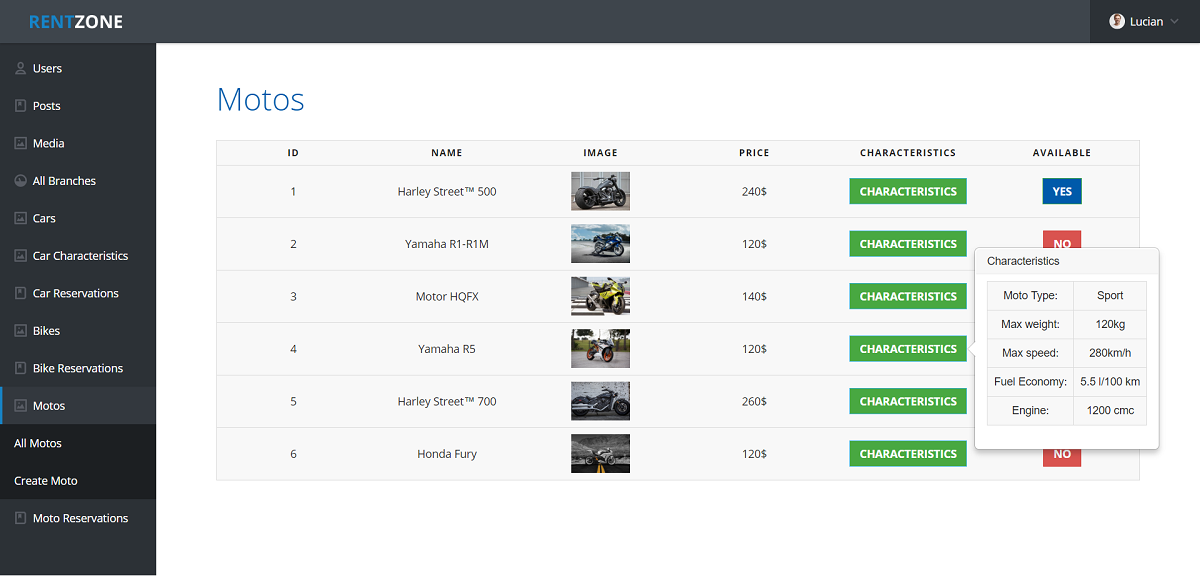 RENTZONE
Lucian
Users
Posts
Media
All Branches
Cars
Car Characteristics
Car Reservations
Bikes
Bike Reservations
Motos
All Motos
Create Moto
Moto Reservations
Motos
ID NAME IMAGE PRICE CHARACTERISTICS AVAILABLE
1 Harley Street™ 500 240$ CHARACTERISTICS YES
2 Yamaha R1-R1M 120$ CHARACTERISTICS NO
3 Motor HQFX 140$ CHARACTERISTICS
4 Yamaha R5 120$ CHARACTERISTICS
5 Harley Street™ 700 260$ CHARACTERISTICS
6 Honda Fury 120$ CHARACTERISTICS NO
Characteristics
Moto Type: Sport
Max weight: 120kg
Max speed: 280km/h
Fuel Economy: 5.5 l/100 km
Engine: 1200 cmc